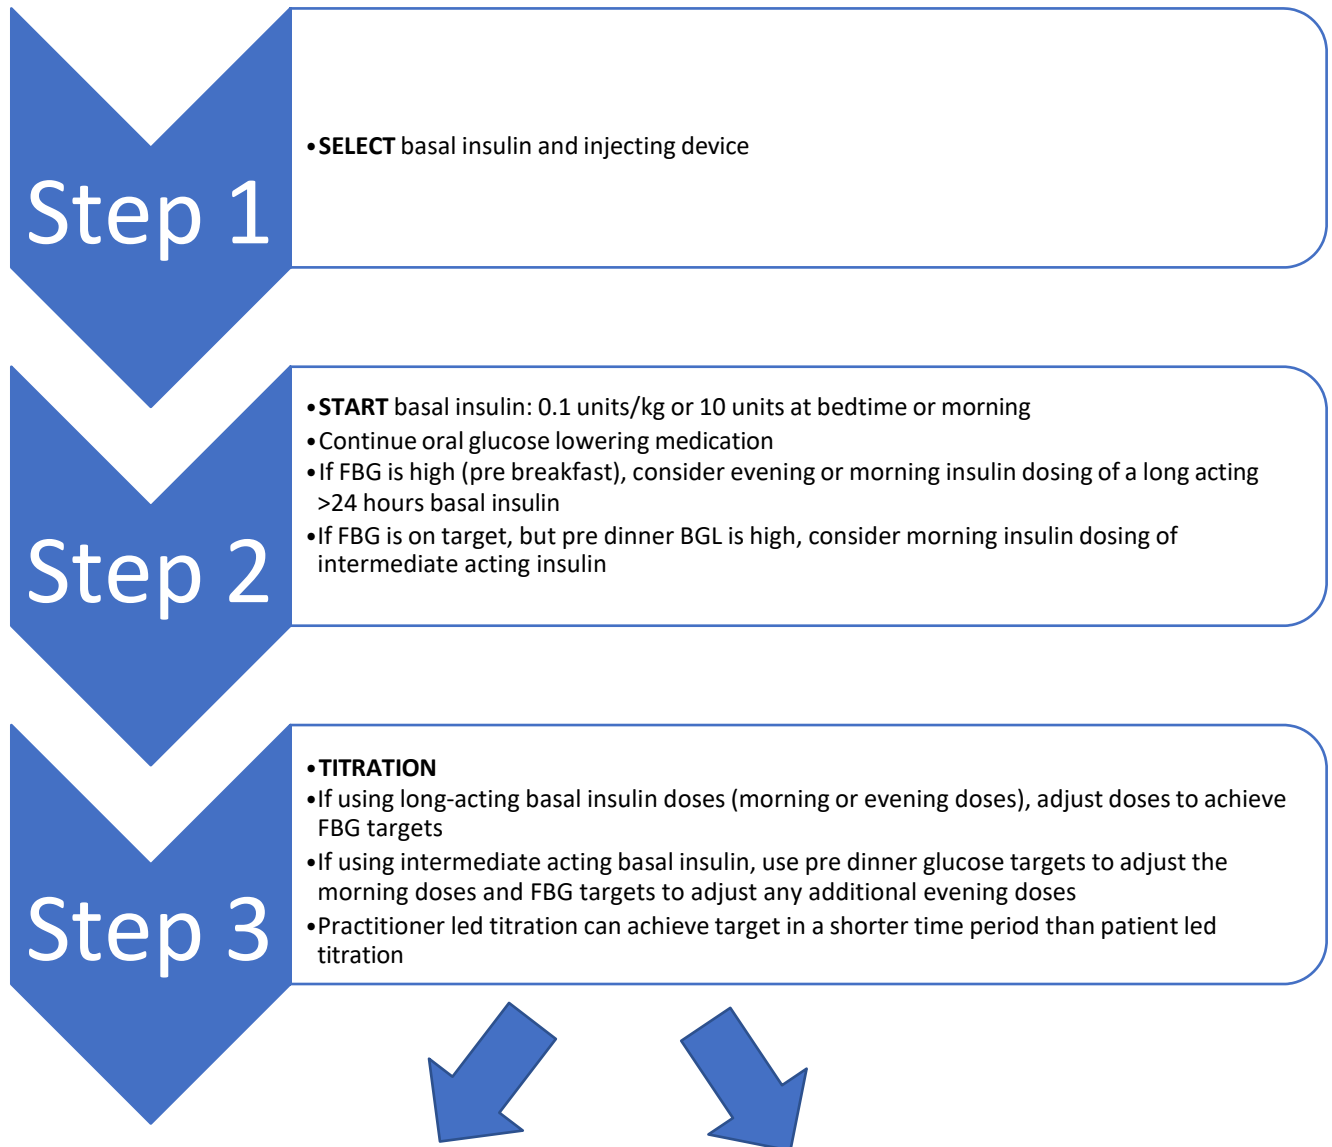 Step 1
•SELECT basal insulin and injecting device
Step 2
•START basal insulin: 0.1 units/kg or 10 units at bedtime or morning
•Continue oral glucose lowering medication
•If FBG is high (pre breakfast), consider evening or morning insulin dosing of a long acting
>24 hours basal insulin
•If FBG is on target, but pre dinner BGL is high, consider morning insulin dosing of
intermediate acting insulin
Step 3
•TITRATION
•If using long-acting basal insulin doses (morning or evening doses), adjust doses to achieve
FBG targets
•If using intermediate acting basal insulin, use pre dinner glucose targets to adjust the
morning doses and FBG targets to adjust any additional evening doses
•Practitioner led titration can achieve target in a shorter time period than patient led
titration